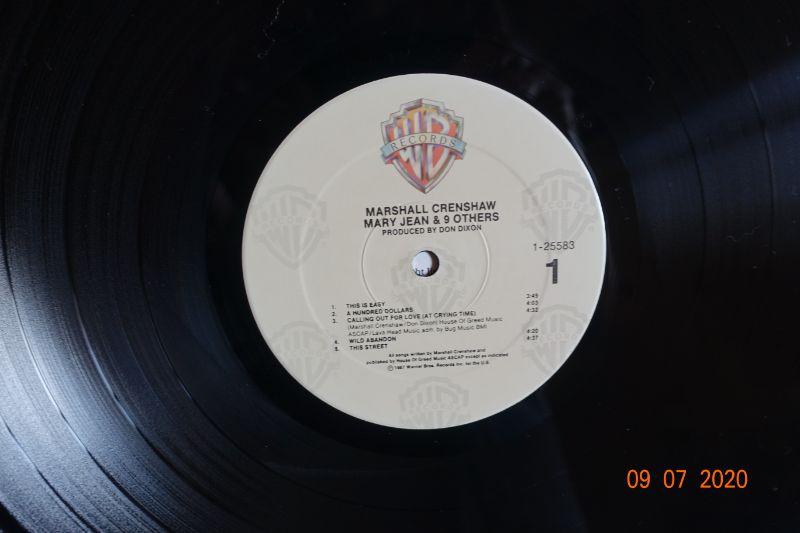 WB
RECORDS
MARSHALL CRENSHAW
MARY JEAN & 9 OTHERS
PRODUCED BY DON DIXON
1-25583
1
1. THIS IS EASY 3:49
2. A HUNDRED DOLLARS 4:03
3. CALLING OUT FOR LOVE (AT CRYING TIME) 4:32
(Marshall Crenshaw/Don Dixon) House Of Greed Music
ASCAP/Lava Head Music adm. by Bug Music BMI
4. WILD ABANDON 4:20
5. THIS STREET 4:37
All songs written by Marshall Crenshaw and
published by House Of Greed Music ASCAP except as indicated
Ⓒ 1987 Warner Bros. Records Inc. for the U.S.
09 07 2020